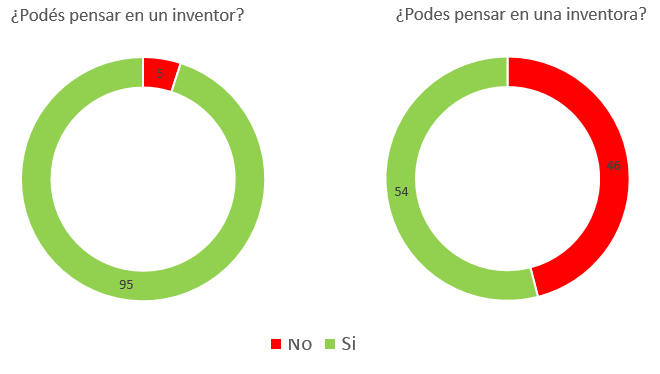 ¿Podés pensar en un inventor?
¿Podes pensar en una inventora?
5
46
54
95
No
Si